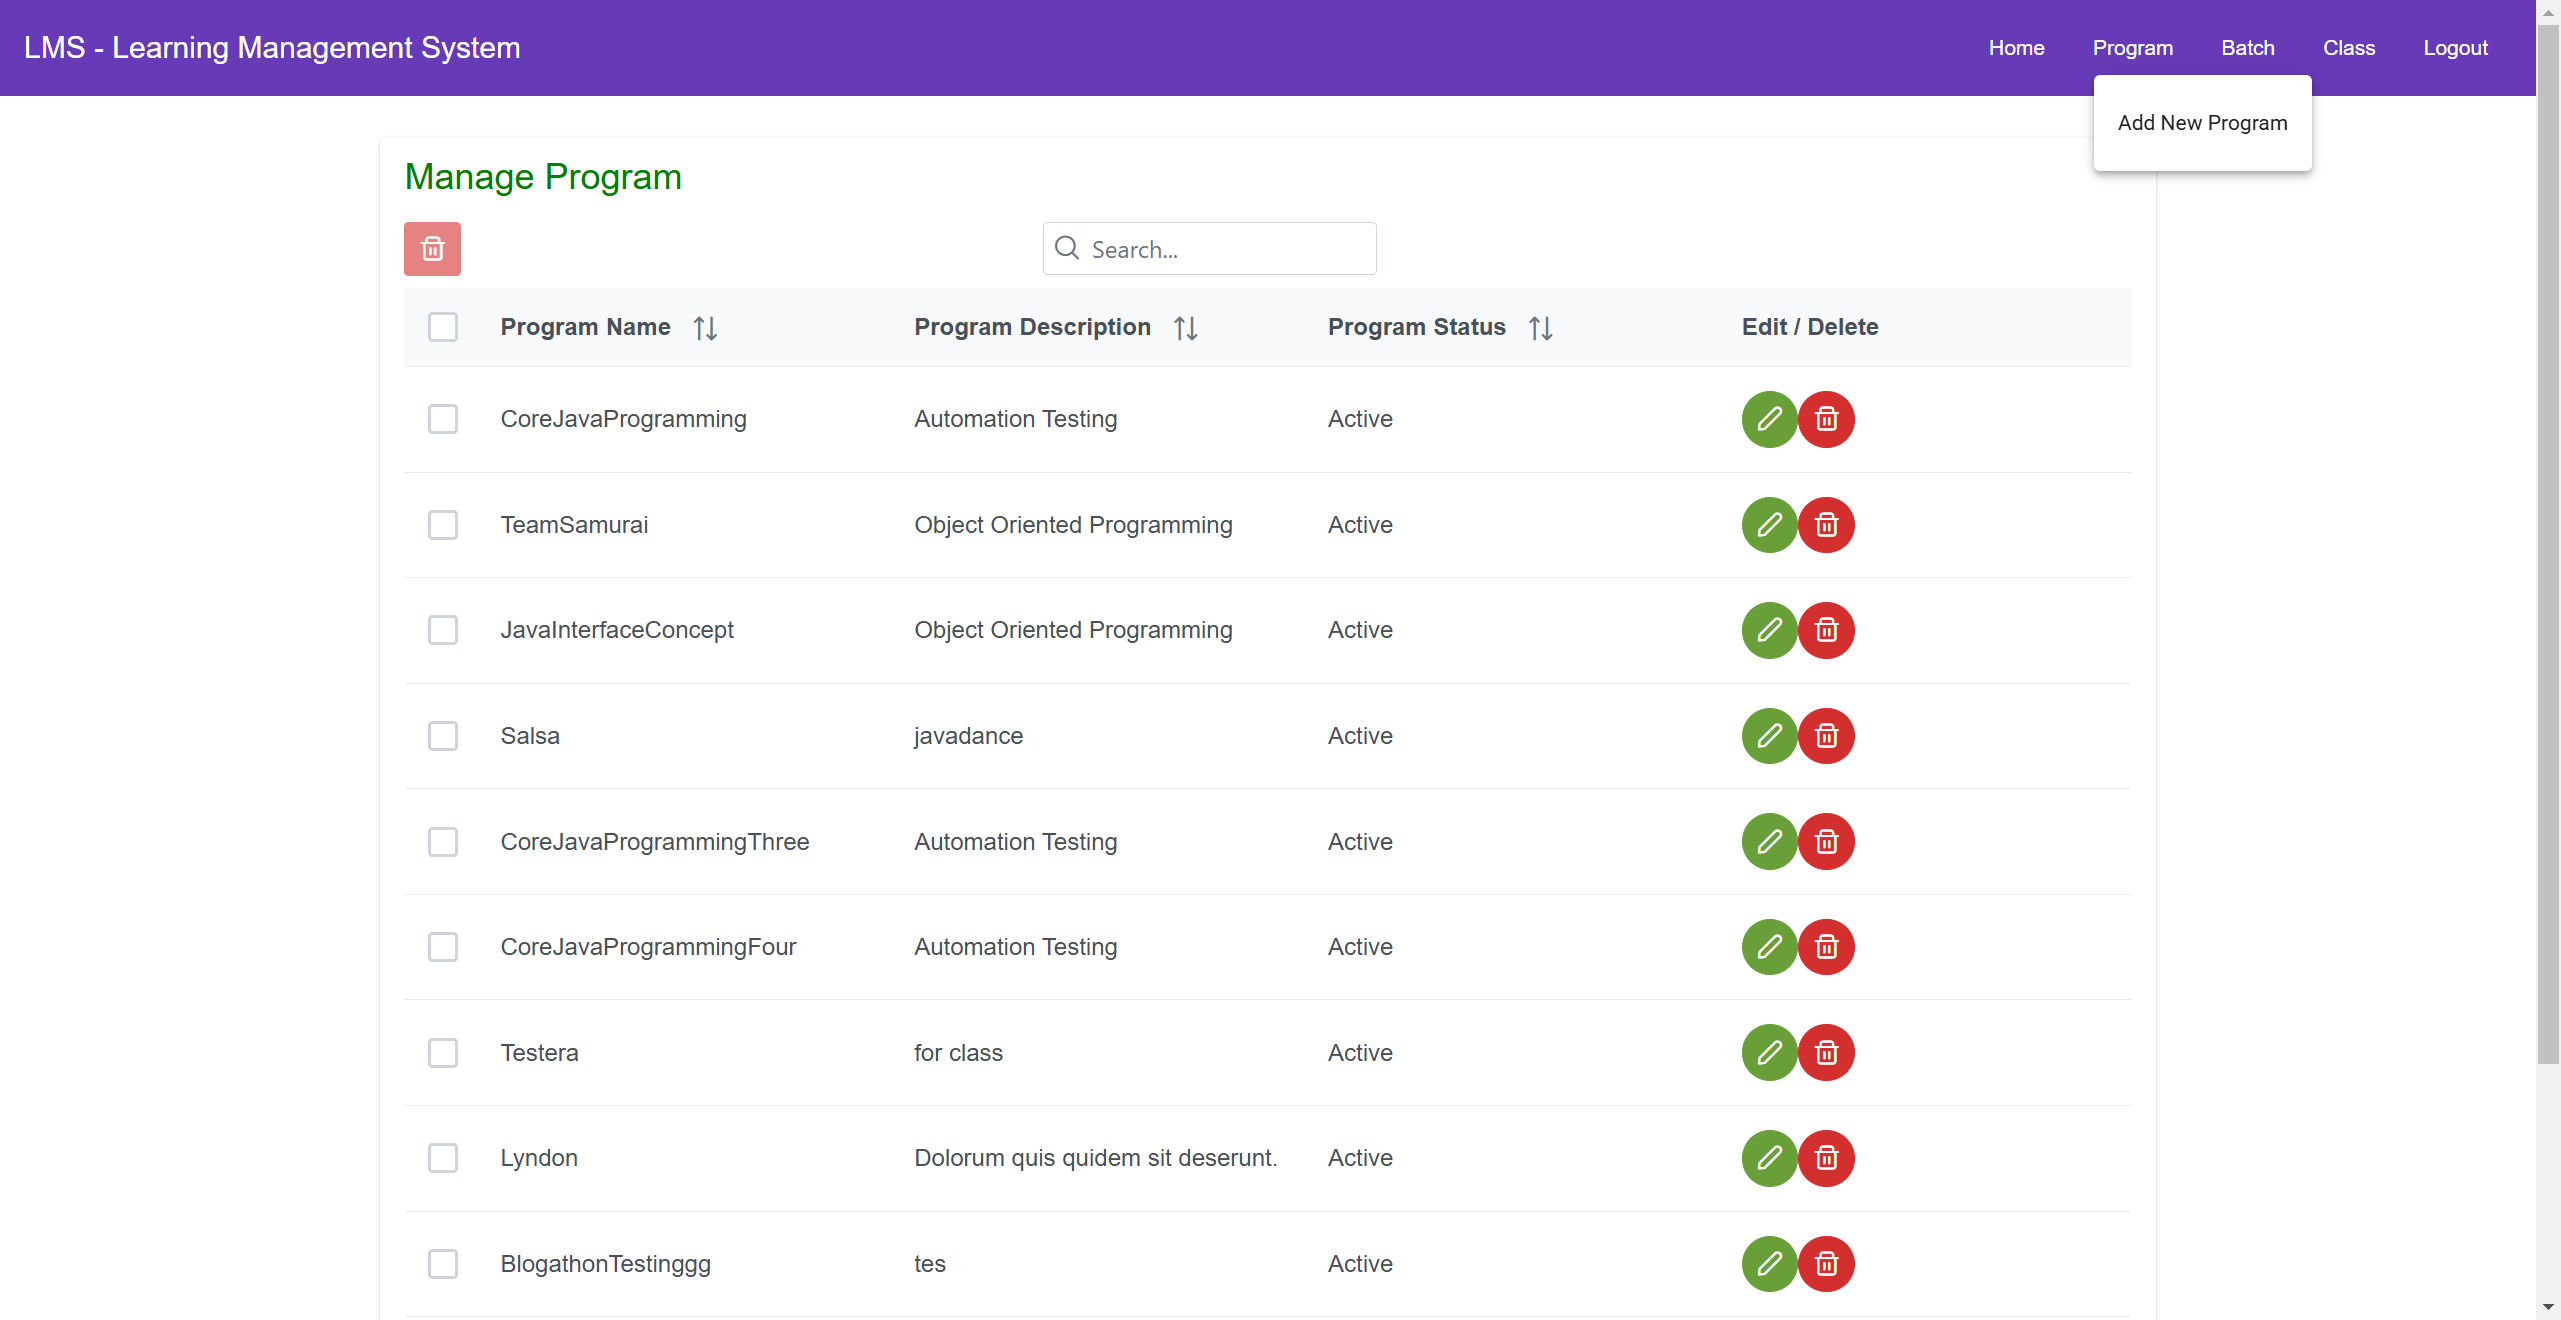 LMS - Learning Management System
Home Program Batch Class Logout
Add New Program
Manage Program
Search...
Program Name Program Description Program Status Edit / Delete
CoreJavaProgramming Automation Testing Active
TeamSamurai Object Oriented Programming Active
JavaInterfaceConcept Object Oriented Programming Active
Salsa javadance Active
CoreJavaProgrammingThree Automation Testing Active
CoreJavaProgrammingFour Automation Testing Active
Testera for class Active
Lyndon Dolorum quis quidem sit deserunt. Active
BlogathonTestinggg tes Active